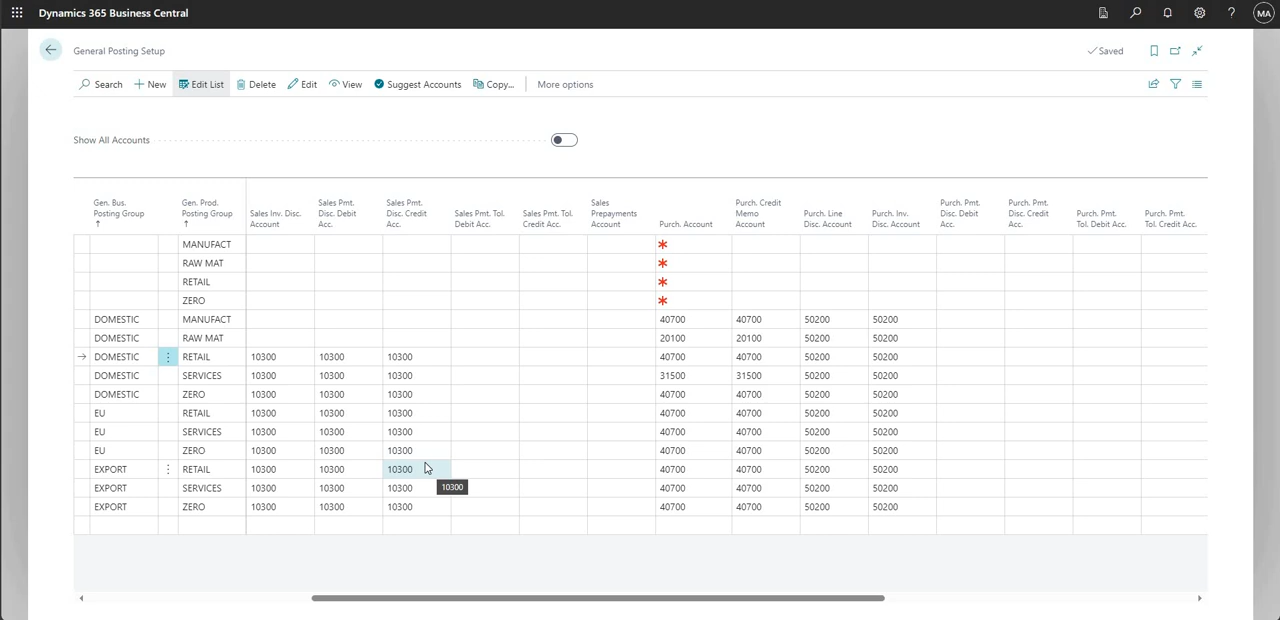 Dynamics 365 Business Central
MA
General Posting Setup
Saved
Search New Edit List Delete Edit View Suggest Accounts Copy... More options
Show All Accounts
Gen. Bus. Posting Group ↑ Gen. Prod. Posting Group ↑ Sales Inv. Disc. Account Sales Pmt. Disc. Debit Acc. Sales Pmt. Disc. Credit Acc. Sales Pmt. Tol. Debit Acc. Sales Pmt. Tol. Credit Acc. Sales Prepayments Account Purch. Account Purch. Credit Memo Account Purch. Line Disc. Account Purch. Inv. Disc. Account Purch. Pmt. Disc. Debit Acc. Purch. Pmt. Disc. Credit Acc. Purch. Pmt. Tol. Debit Acc. Purch. Pmt. Tol. Credit Acc.
MANUFACT *
RAW MAT *
RETAIL *
ZERO *
DOMESTIC MANUFACT 40700 40700 50200 50200
DOMESTIC RAW MAT 20100 20100 50200 50200
→ DOMESTIC RETAIL 10300 10300 10300 40700 40700 50200 50200
DOMESTIC SERVICES 10300 10300 10300 31500 31500 50200 50200
DOMESTIC ZERO 10300 10300 10300 40700 40700 50200 50200
EU RETAIL 10300 10300 10300 40700 40700 50200 50200
EU SERVICES 10300 10300 10300 40700 40700 50200 50200
EU ZERO 10300 10300 10300 40700 40700 50200 50200
EXPORT RETAIL 10300 10300 10300 40700 40700 50200 50200
EXPORT SERVICES 10300 10300 10300 40700 40700 50200 50200
10300
EXPORT ZERO 10300 10300 10300 40700 40700 50200 50200